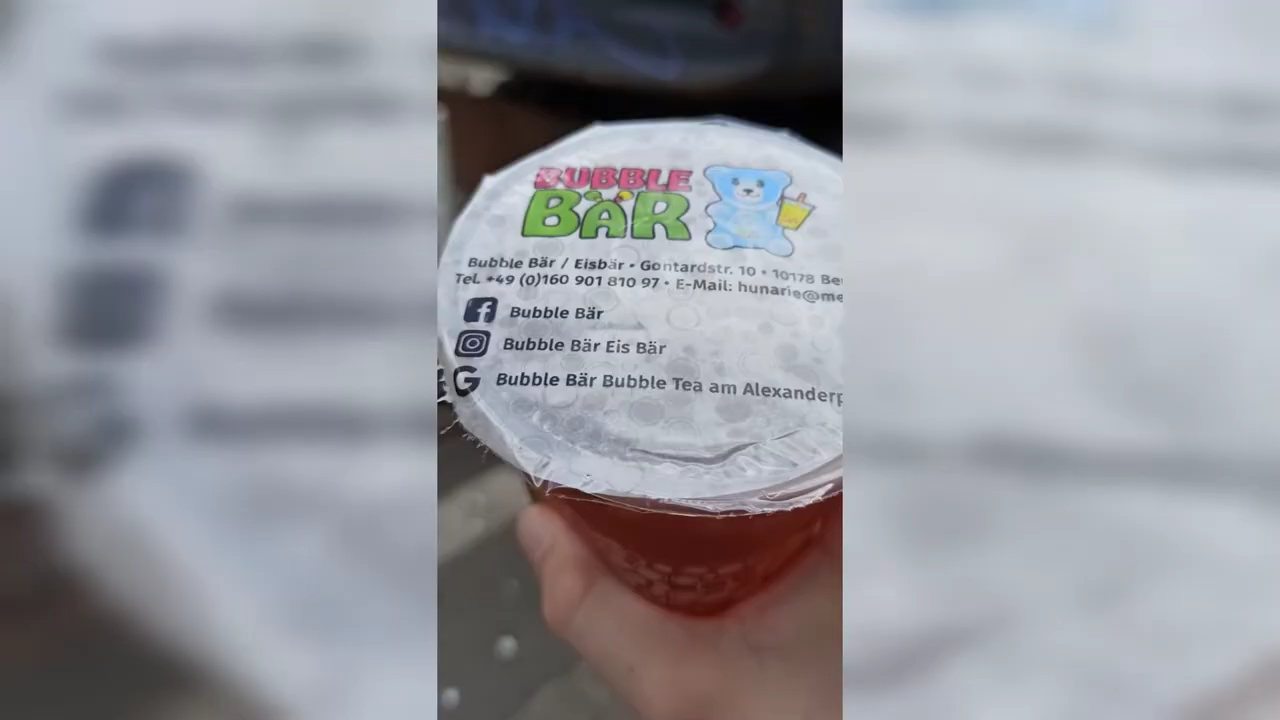 BUBBLE
BÄR
Bubble Bär / Eisbär • Gontardstr. 10 • 10178 Be
Tel. +49 (0)160 901 810 97 • E-Mail: hunarie@me
Bubble Bär
Bubble Bär Eis Bär
G Bubble Bär Bubble Tea am Alexanderp